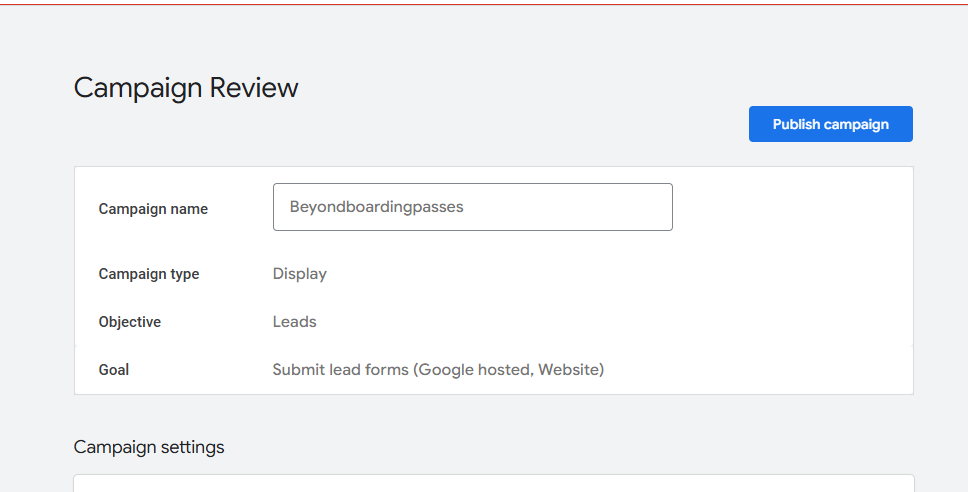 Campaign Review
Publish campaign
Campaign name Beyondboardingpasses
Campaign type Display
Objective Leads
Goal Submit lead forms (Google hosted, Website)
Campaign settings